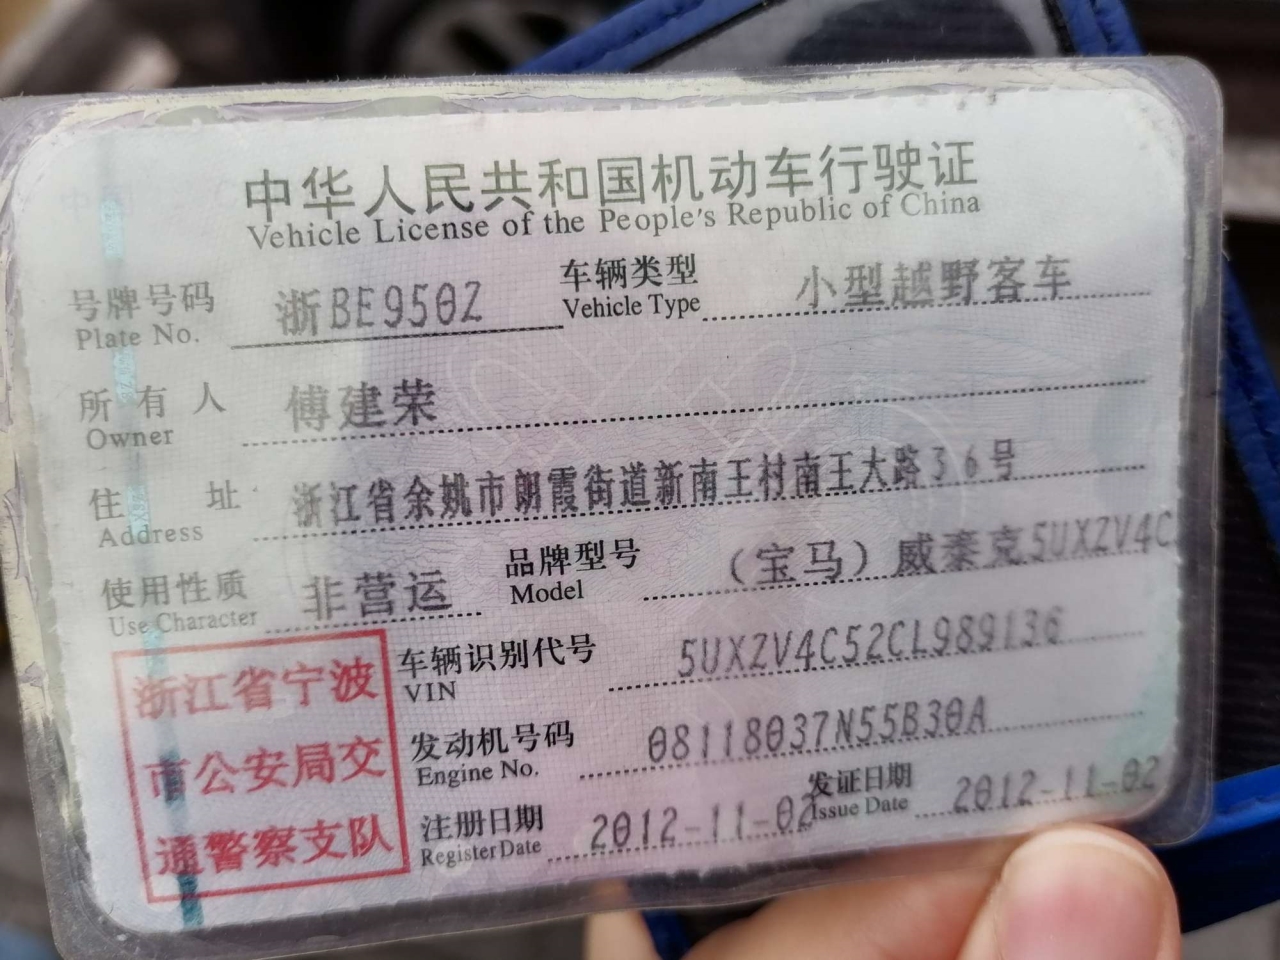 中华人民共和国机动车行驶证
Vehicle License of the People's Republic of China
号牌号码 浙BE950Z 车辆类型 小型越野客车
Plate No. Vehicle Type
所有人 傅建荣
Owner
住址 浙江省余姚市朗霞街道新南王村南王大路36号
Address
使用性质 非营运 品牌型号 (宝马)威泰克5UXZV4C
Use Character Model
浙江省宁波
市公安局交
通警察支队
车辆识别代号 5UXZV4C52CL989136
VIN
发动机号码 08118037N55B30A
Engine No.
注册日期 2012-11-02 发证日期 2012-11-02
Register Date Issue Date